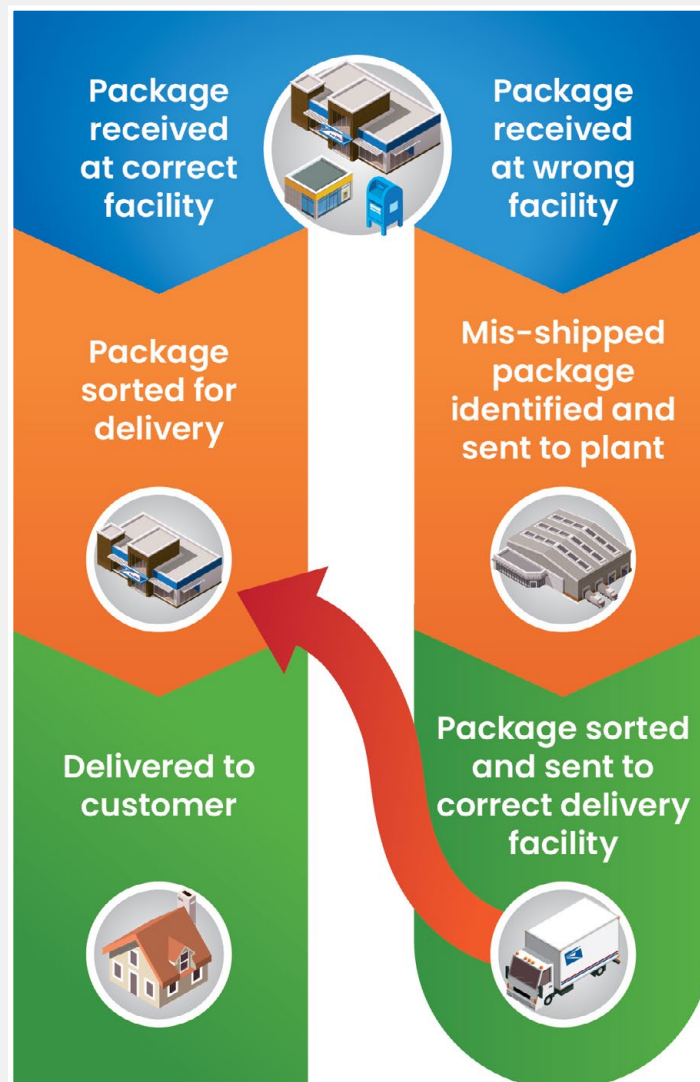 Package
received
at correct
facility
Package
received
at wrong
facility
Package
sorted for
delivery
Mis-shipped
package
identified and
sent to plant
Delivered to
customer
Package sorted
and sent to
correct delivery
facility